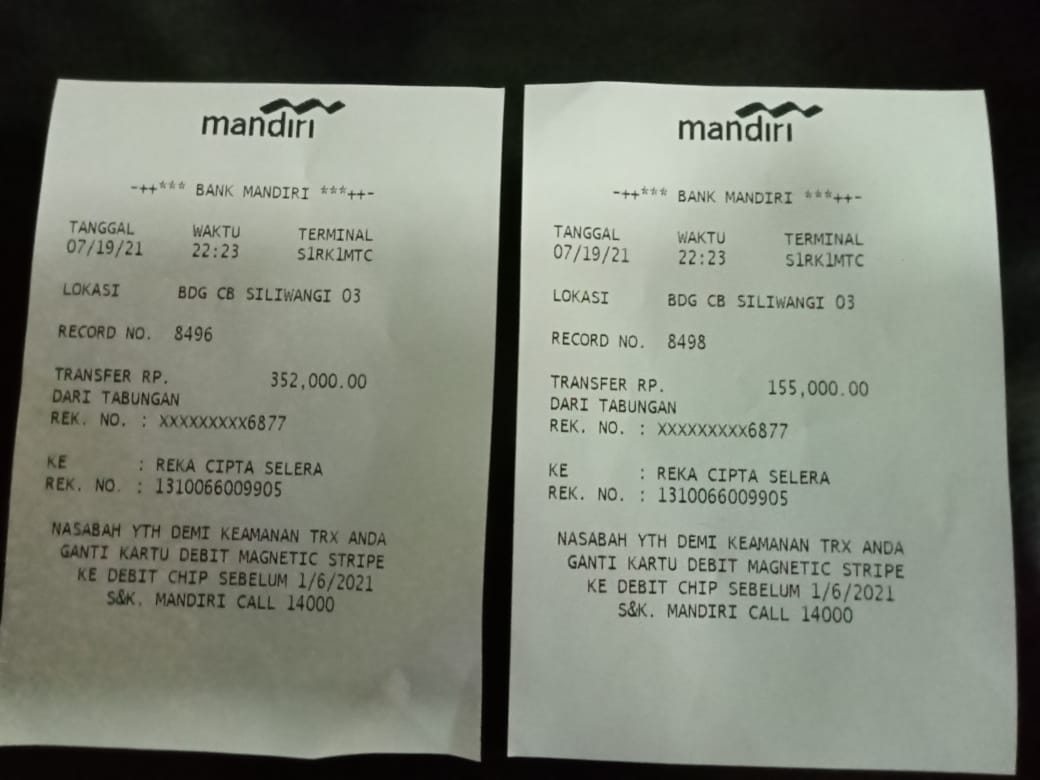 mandiri
-++*** BANK MANDIRI ***++-
TANGGAL WAKTU TERMINAL
07/19/21 22:23 S1RK1MTC
LOKASI BDG CB SILIWANGI 03
RECORD NO. 8496
TRANSFER RP. 352,000.00
DARI TABUNGAN
REK. NO. : XXXXXXXXX6877
KE : REKA CIPTA SELERA
REK. NO. : 1310066009905
NASABAH YTH DEMI KEAMANAN TRX ANDA
GANTI KARTU DEBIT MAGNETIC STRIPE
KE DEBIT CHIP SEBELUM 1/6/2021
S&K. MANDIRI CALL 14000
mandiri
-++*** BANK MANDIRI ***++-
TANGGAL WAKTU TERMINAL
07/19/21 22:23 S1RK1MTC
LOKASI BDG CB SILIWANGI 03
RECORD NO. 8498
TRANSFER RP. 155,000.00
DARI TABUNGAN
REK. NO. : XXXXXXXXX6877
KE : REKA CIPTA SELERA
REK. NO. : 1310066009905
NASABAH YTH DEMI KEAMANAN TRX ANDA
GANTI KARTU DEBIT MAGNETIC STRIPE
KE DEBIT CHIP SEBELUM 1/6/2021
S&K. MANDIRI CALL 14000